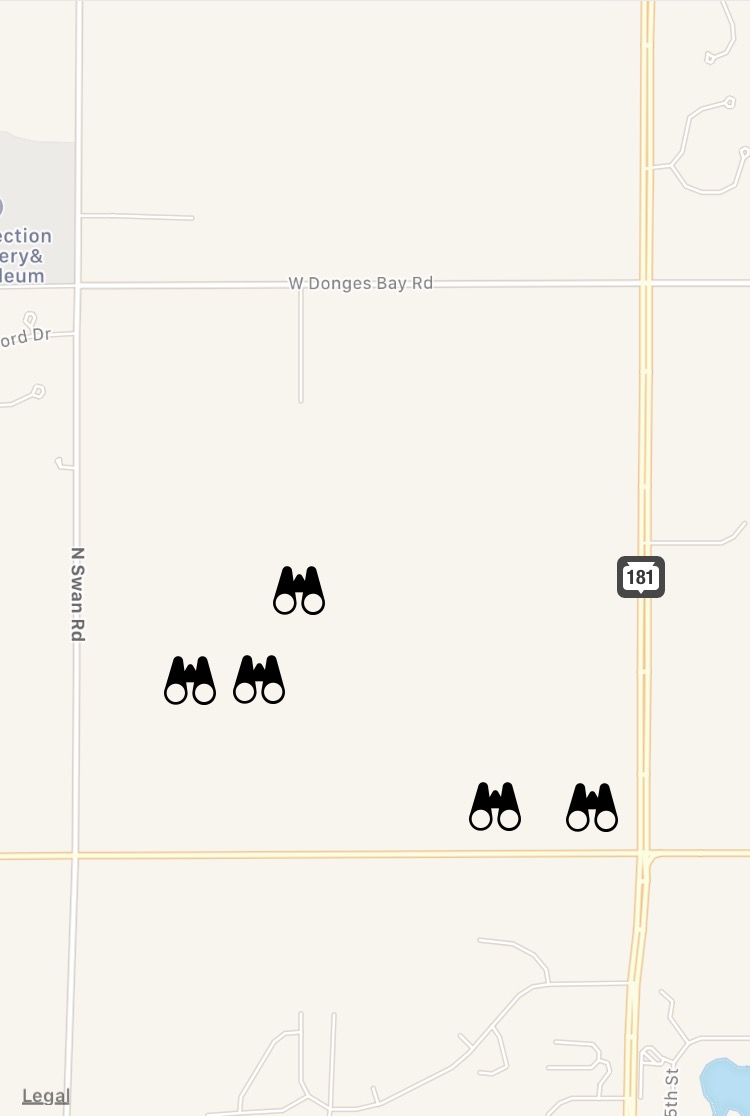 ection
ery&
leum
W Donges Bay Rd
ord Dr
N Swan Rd
181
5th St
Legal